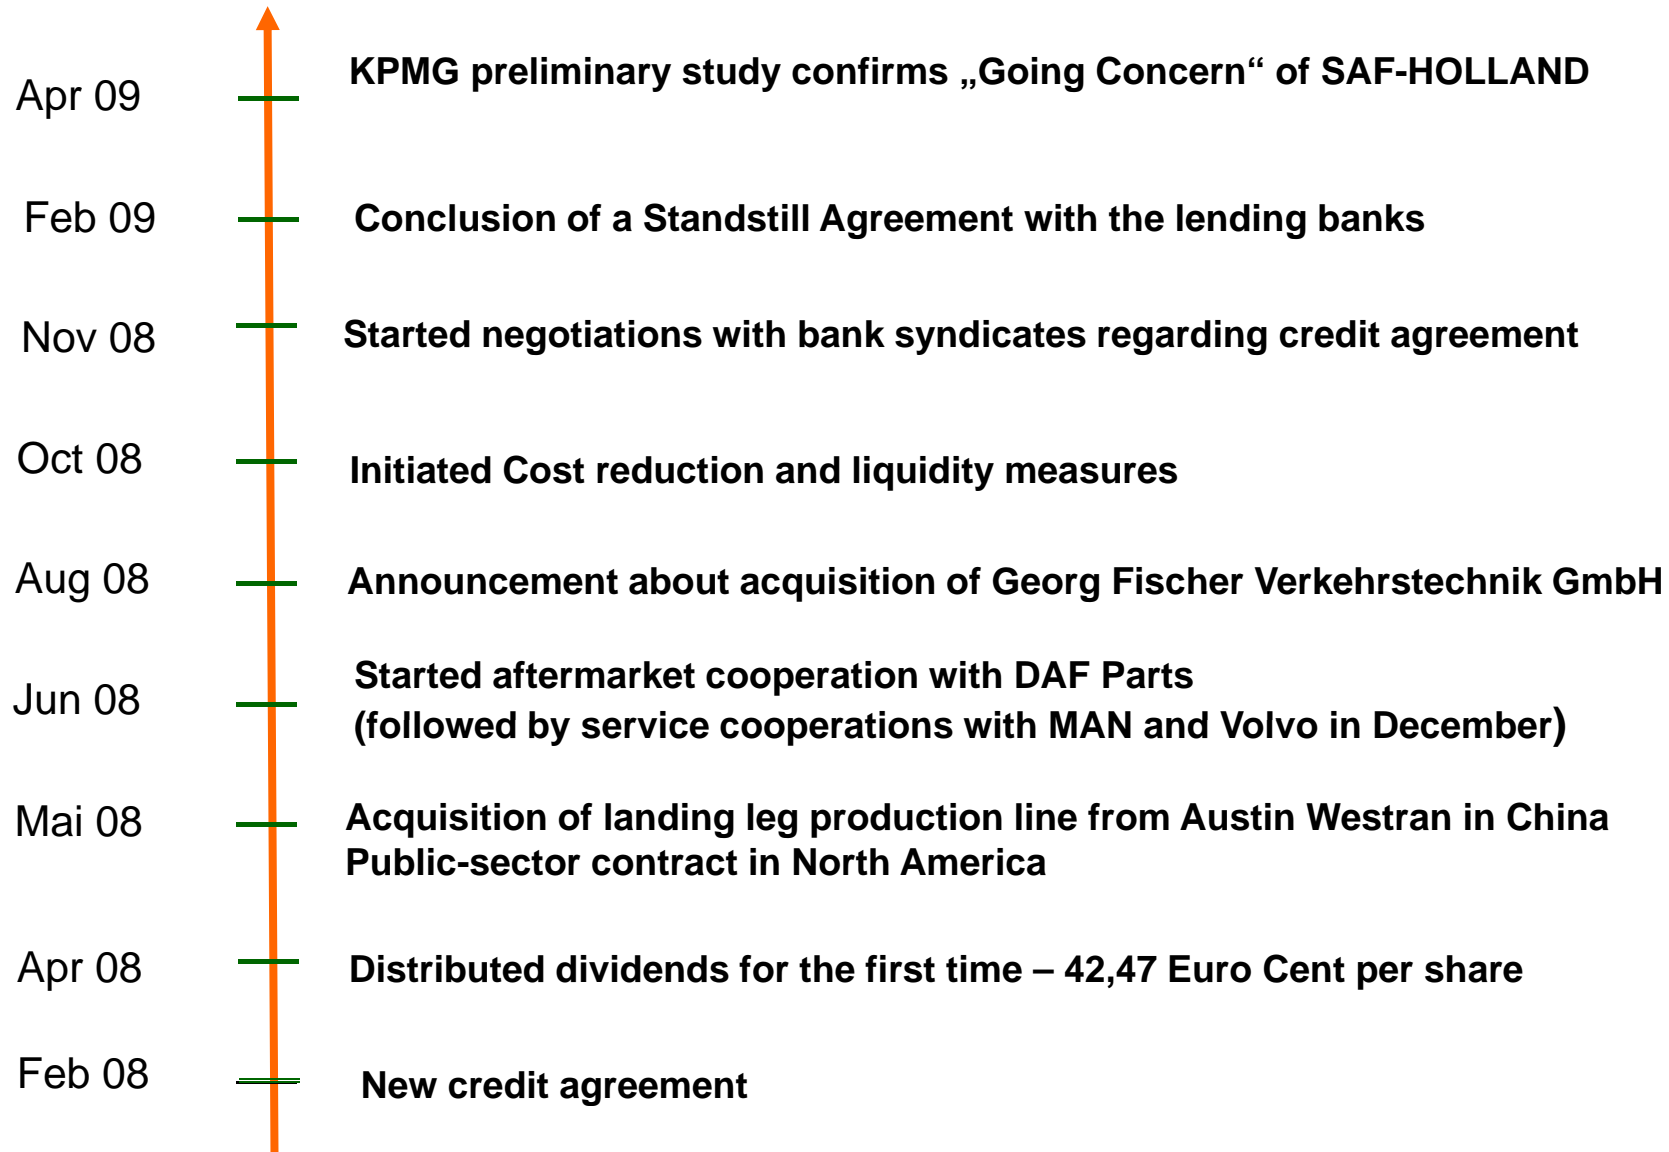 Apr 09
KPMG preliminary study confirms „Going Concern“ of SAF-HOLLAND
Feb 09
Conclusion of a Standstill Agreement with the lending banks
Nov 08
Started negotiations with bank syndicates regarding credit agreement
Oct 08
Initiated Cost reduction and liquidity measures
Aug 08
Announcement about acquisition of Georg Fischer Verkehrstechnik GmbH
Jun 08
Started aftermarket cooperation with DAF Parts
(followed by service cooperations with MAN and Volvo in December)
Mai 08
Acquisition of landing leg production line from Austin Westran in China
Public-sector contract in North America
Apr 08
Distributed dividends for the first time – 42,47 Euro Cent per share
Feb 08
New credit agreement